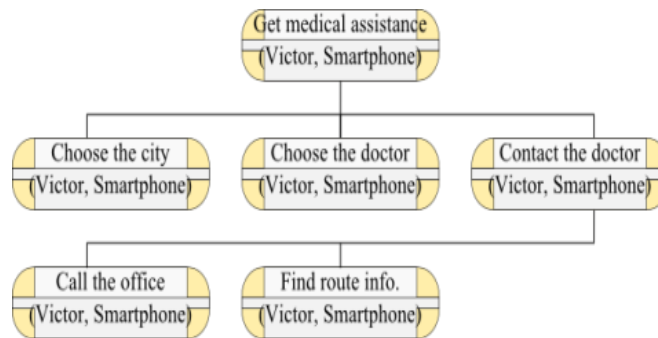 Get medical assistance
(Victor, Smartphone)
Choose the city
(Victor, Smartphone)
Choose the doctor
(Victor, Smartphone)
Contact the doctor
(Victor, Smartphone)
Call the office
(Victor, Smartphone)
Find route info.
(Victor, Smartphone)